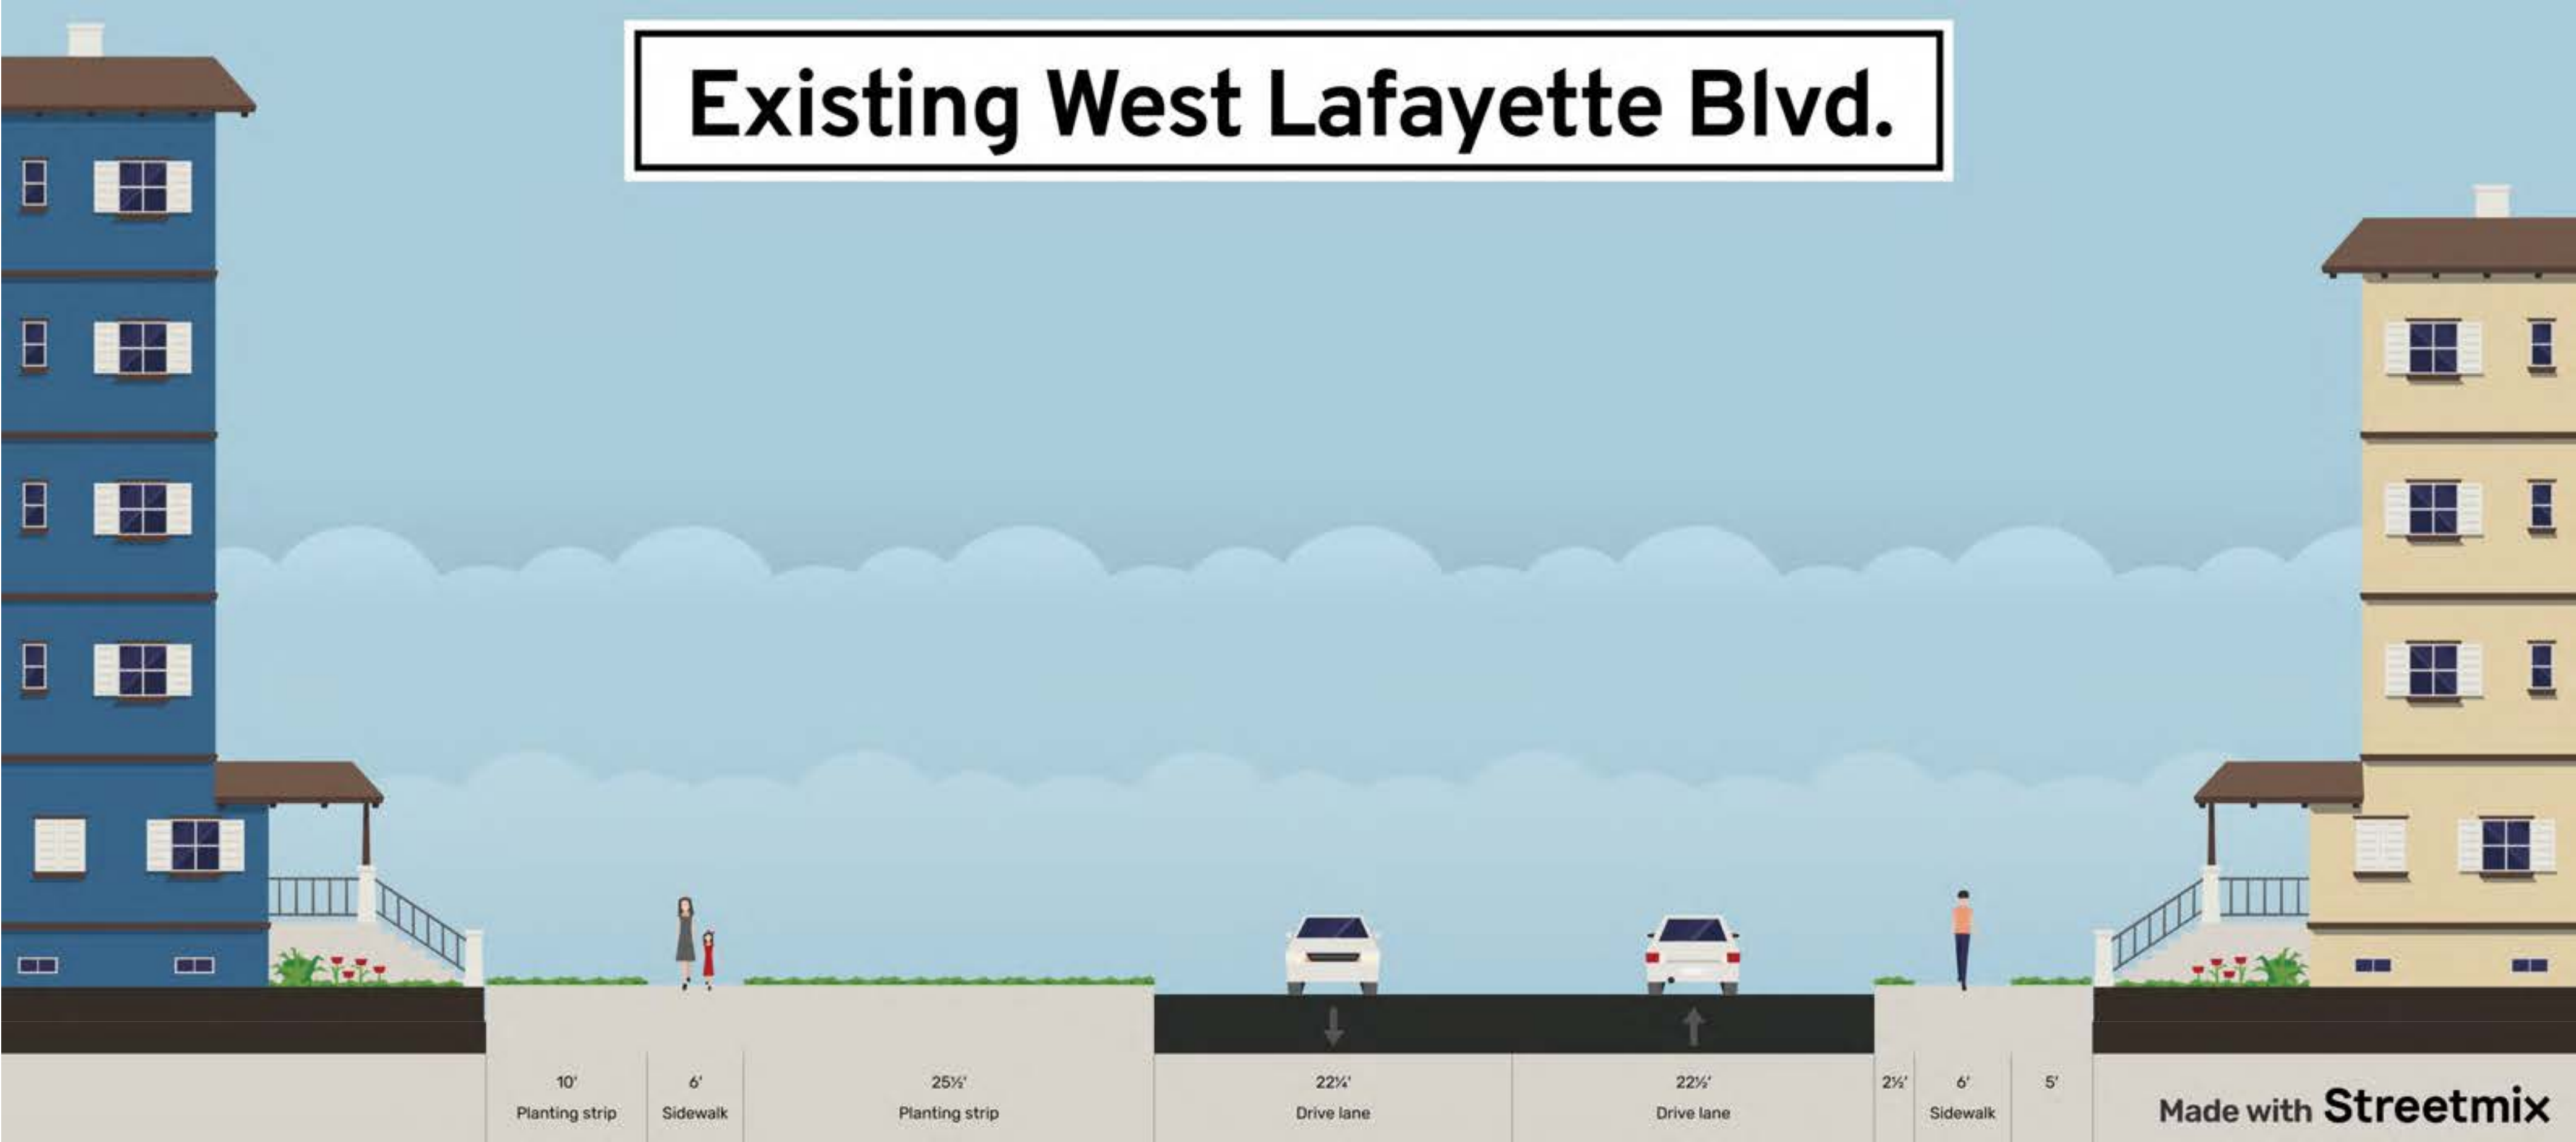 Existing West Lafayette Blvd.
10' 6' 25½' 22¼' 22½' 2½' 6' 5'
Planting strip Sidewalk Planting strip Drive lane Drive lane Sidewalk
Made with Streetmix